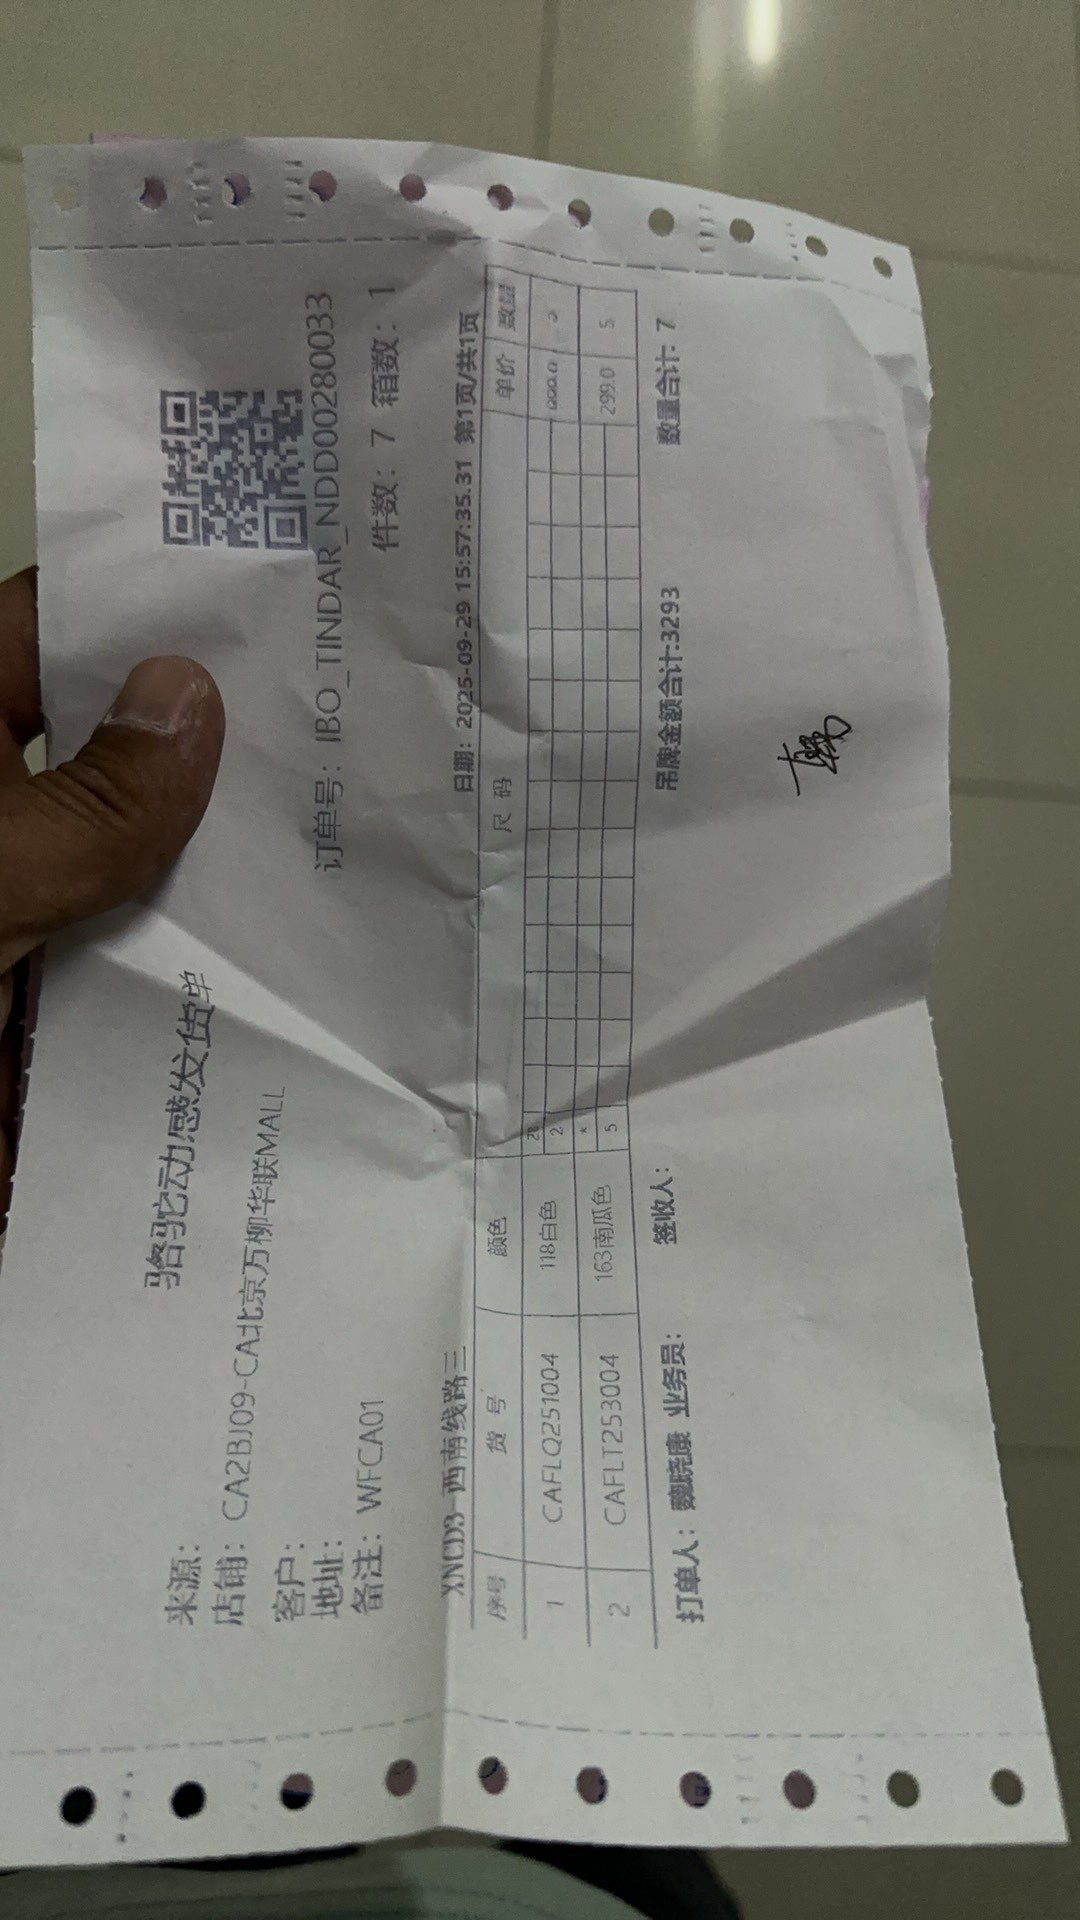 骆驼动感发货单
来源：
店铺：CA2BJ09-CA北京万柳华联MALL
订单号：IBO_TINDAR_NDD00280033
客户：
地址：
备注：WFCA01
件数：7 箱数：1
XNCD3-西南线路三 日期：2025-09-29 15:57:35.31 第1页/共1页
序号 货号 颜色 尺码 单价 数量
28
1 CAFLQ251004 118白色 2
*
2 CAFLT253004 163南瓜色 5 299.0 5
打单人：魏晓康 业务员： 签收人： 吊牌金额合计:3293 数量合计：7